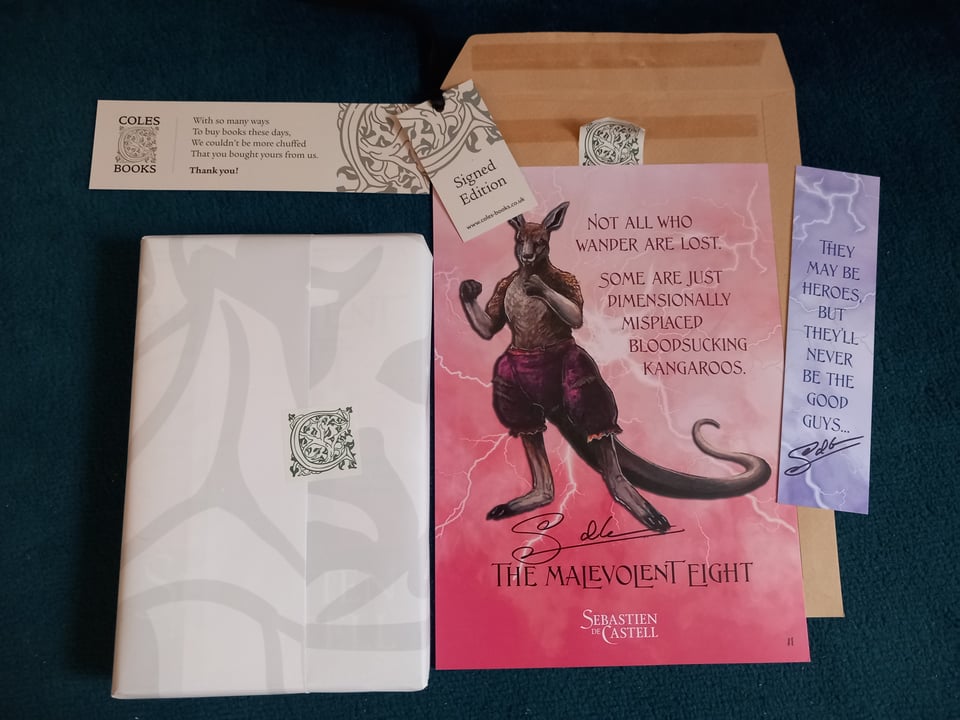 COLES
BOOKS
With so many ways
To buy books these days,
We couldn't be more chuffed
That you bought yours from us.
Thank you!
Signed
Edition
www.coles-books.co.uk
NOT ALL WHO
WANDER ARE LOST.
SOME ARE JUST
DIMENSIONALLY
MISPLACED
BLOODSUCKING
KANGAROOS.
THE MALEVOLENT EIGHT
SEBASTIEN
DE CASTELL
THEY
MAY BE
HEROES,
BUT
THEY'LL
NEVER
BE THE
GOOD
GUYS...